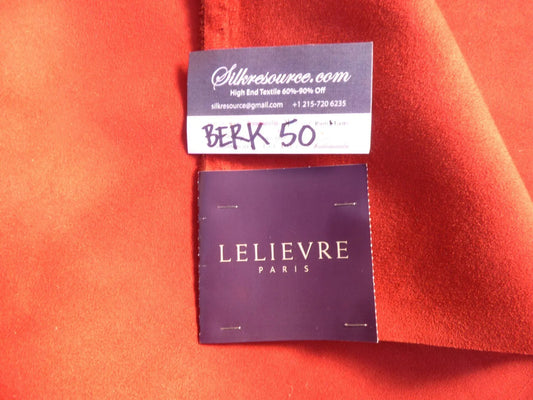 Silkresource.com
High End Textile 60%-90% Off
silkresource@gmail.com +1 215-720 6235
BERK 50
LELIEVRE
PARIS